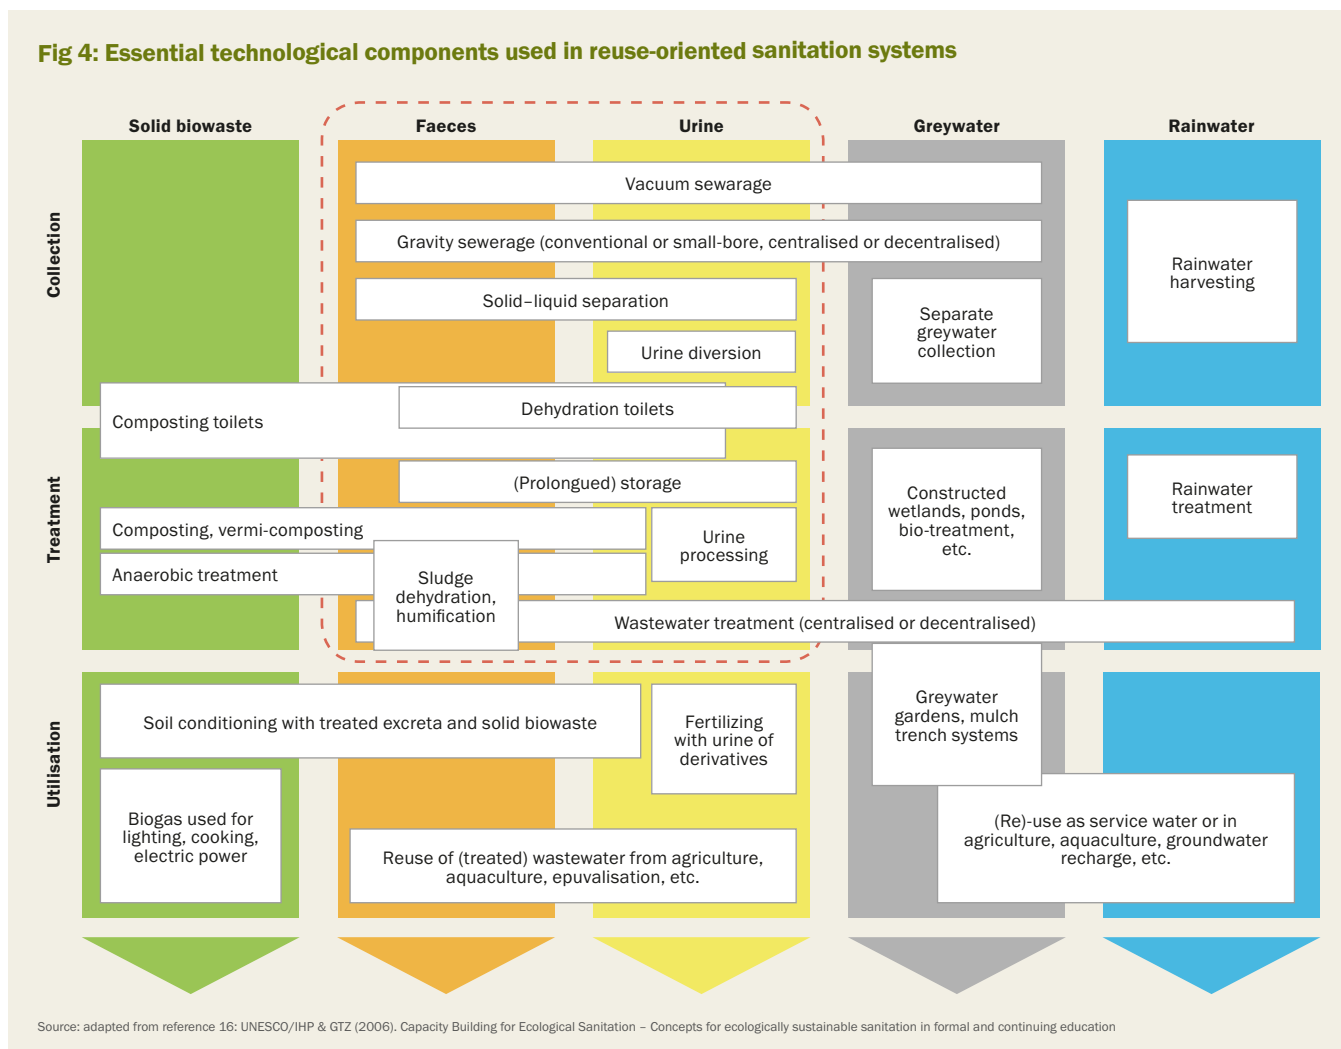 Fig 4: Essential technological components used in reuse-oriented sanitation systems
Solid biowaste
Faeces
Urine
Greywater
Rainwater
Collection
Vacuum sewarage
Gravity sewerage (conventional or small-bore, centralised or decentralised)
Solid–liquid separation
Urine diversion
Separate
greywater
collection
Rainwater
harvesting
Composting toilets
Dehydration toilets
Treatment
(Prolongued) storage
Composting, vermi-composting
Anaerobic treatment
Sludge
dehydration,
humification
Urine
processing
Constructed
wetlands, ponds,
bio-treatment,
etc.
Rainwater
treatment
Wastewater treatment (centralised or decentralised)
Utilisation
Soil conditioning with treated excreta and solid biowaste
Fertilizing
with urine of
derivatives
Greywater
gardens, mulch
trench systems
Biogas used for
lighting, cooking,
electric power
Reuse of (treated) wastewater from agriculture,
aquaculture, epuvalisation, etc.
(Re)-use as service water or in
agriculture, aquaculture, groundwater
recharge, etc.
Source: adapted from reference 16: UNESCO/IHP & GTZ (2006). Capacity Building for Ecological Sanitation – Concepts for ecologically sustainable sanitation in formal and continuing education